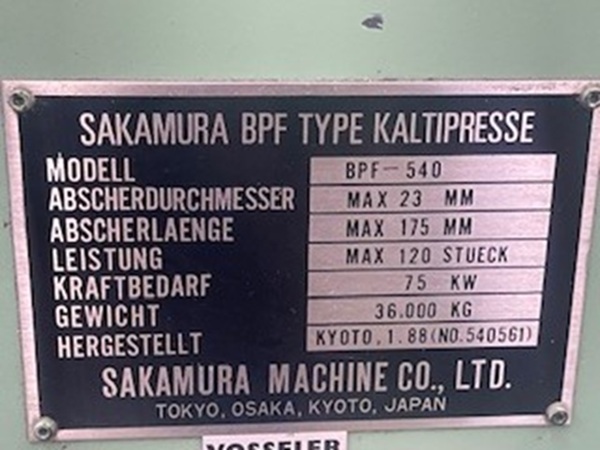 SAKAMURA BPF TYPE KALTIPRESSE
MODELL BPF-540
ABSCHERDURCHMESSER MAX 23 MM
ABSCHERLAENGE MAX 175 MM
LEISTUNG MAX 120 STUECK
KRAFTBEDARF 75 KW
GEWICHT 36.000 KG
HERGESTELLT KYOTO, 1.88 (NO.540561)
SAKAMURA MACHINE CO., LTD.
TOKYO, OSAKA, KYOTO, JAPAN
VOSSELER